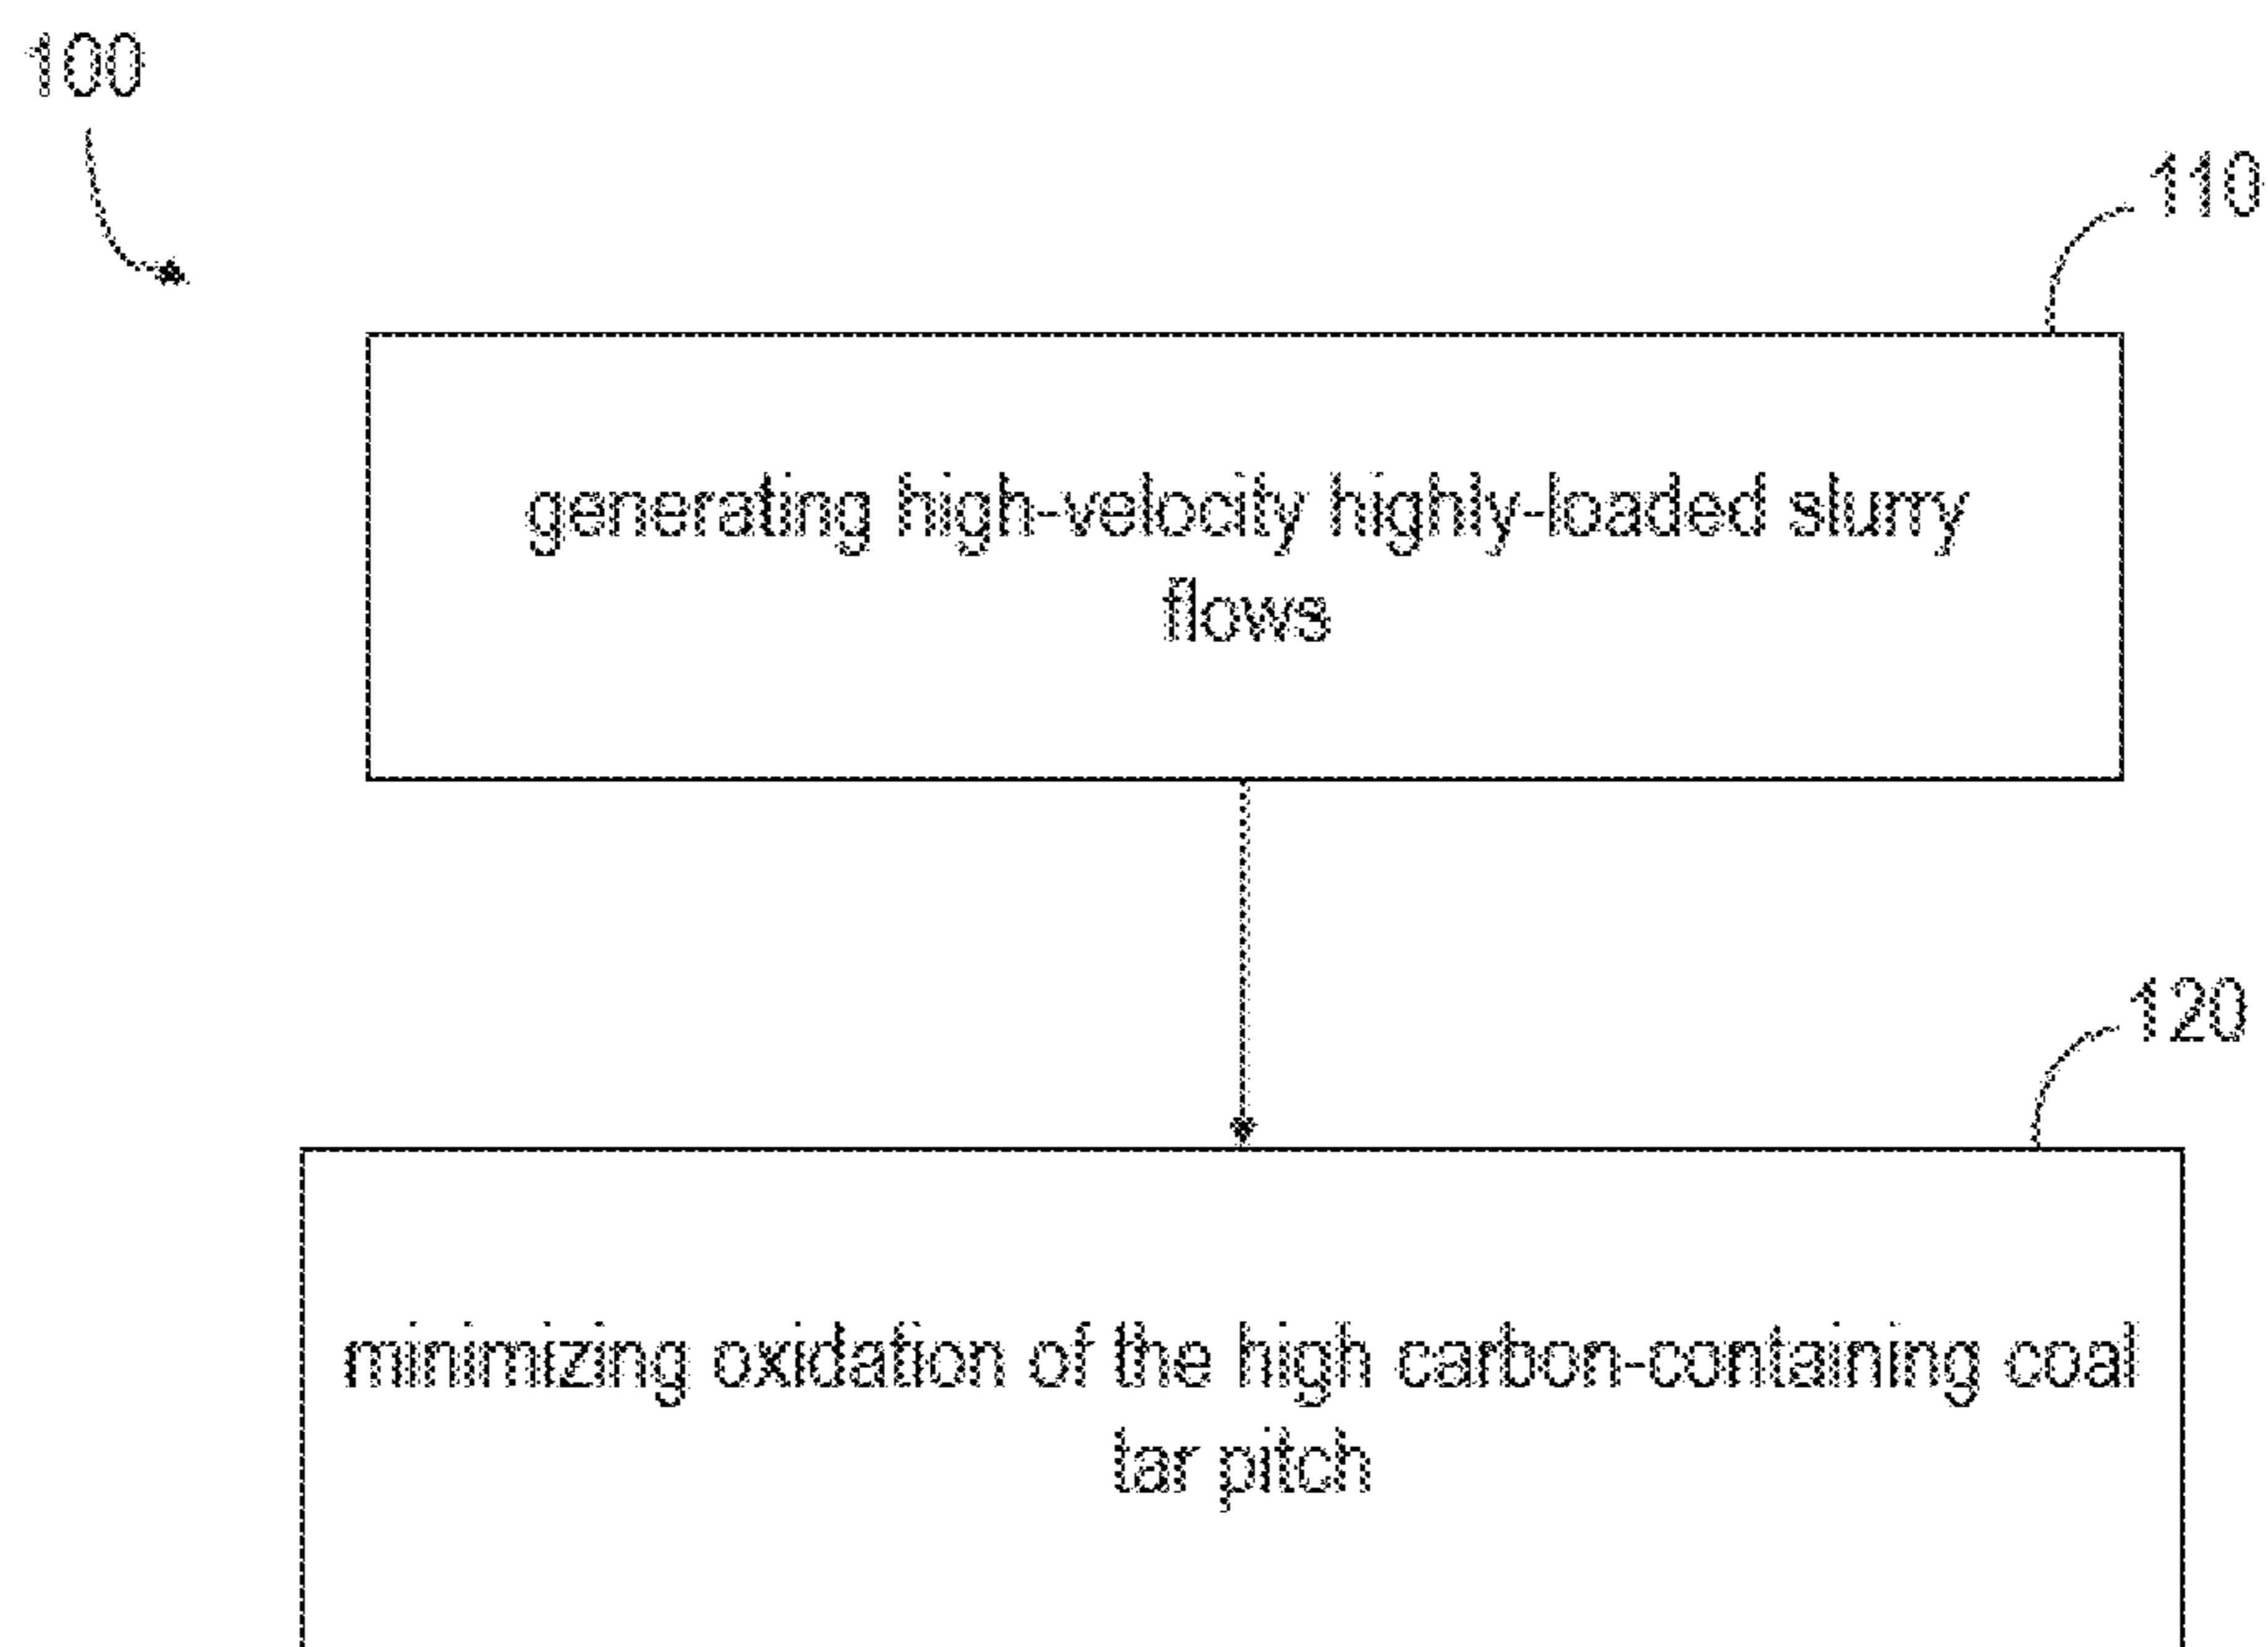 100
110
generating high-velocity highly-loaded slurry
flows
120
minimizing oxidation of the high carbon-containing coal
tar pitch